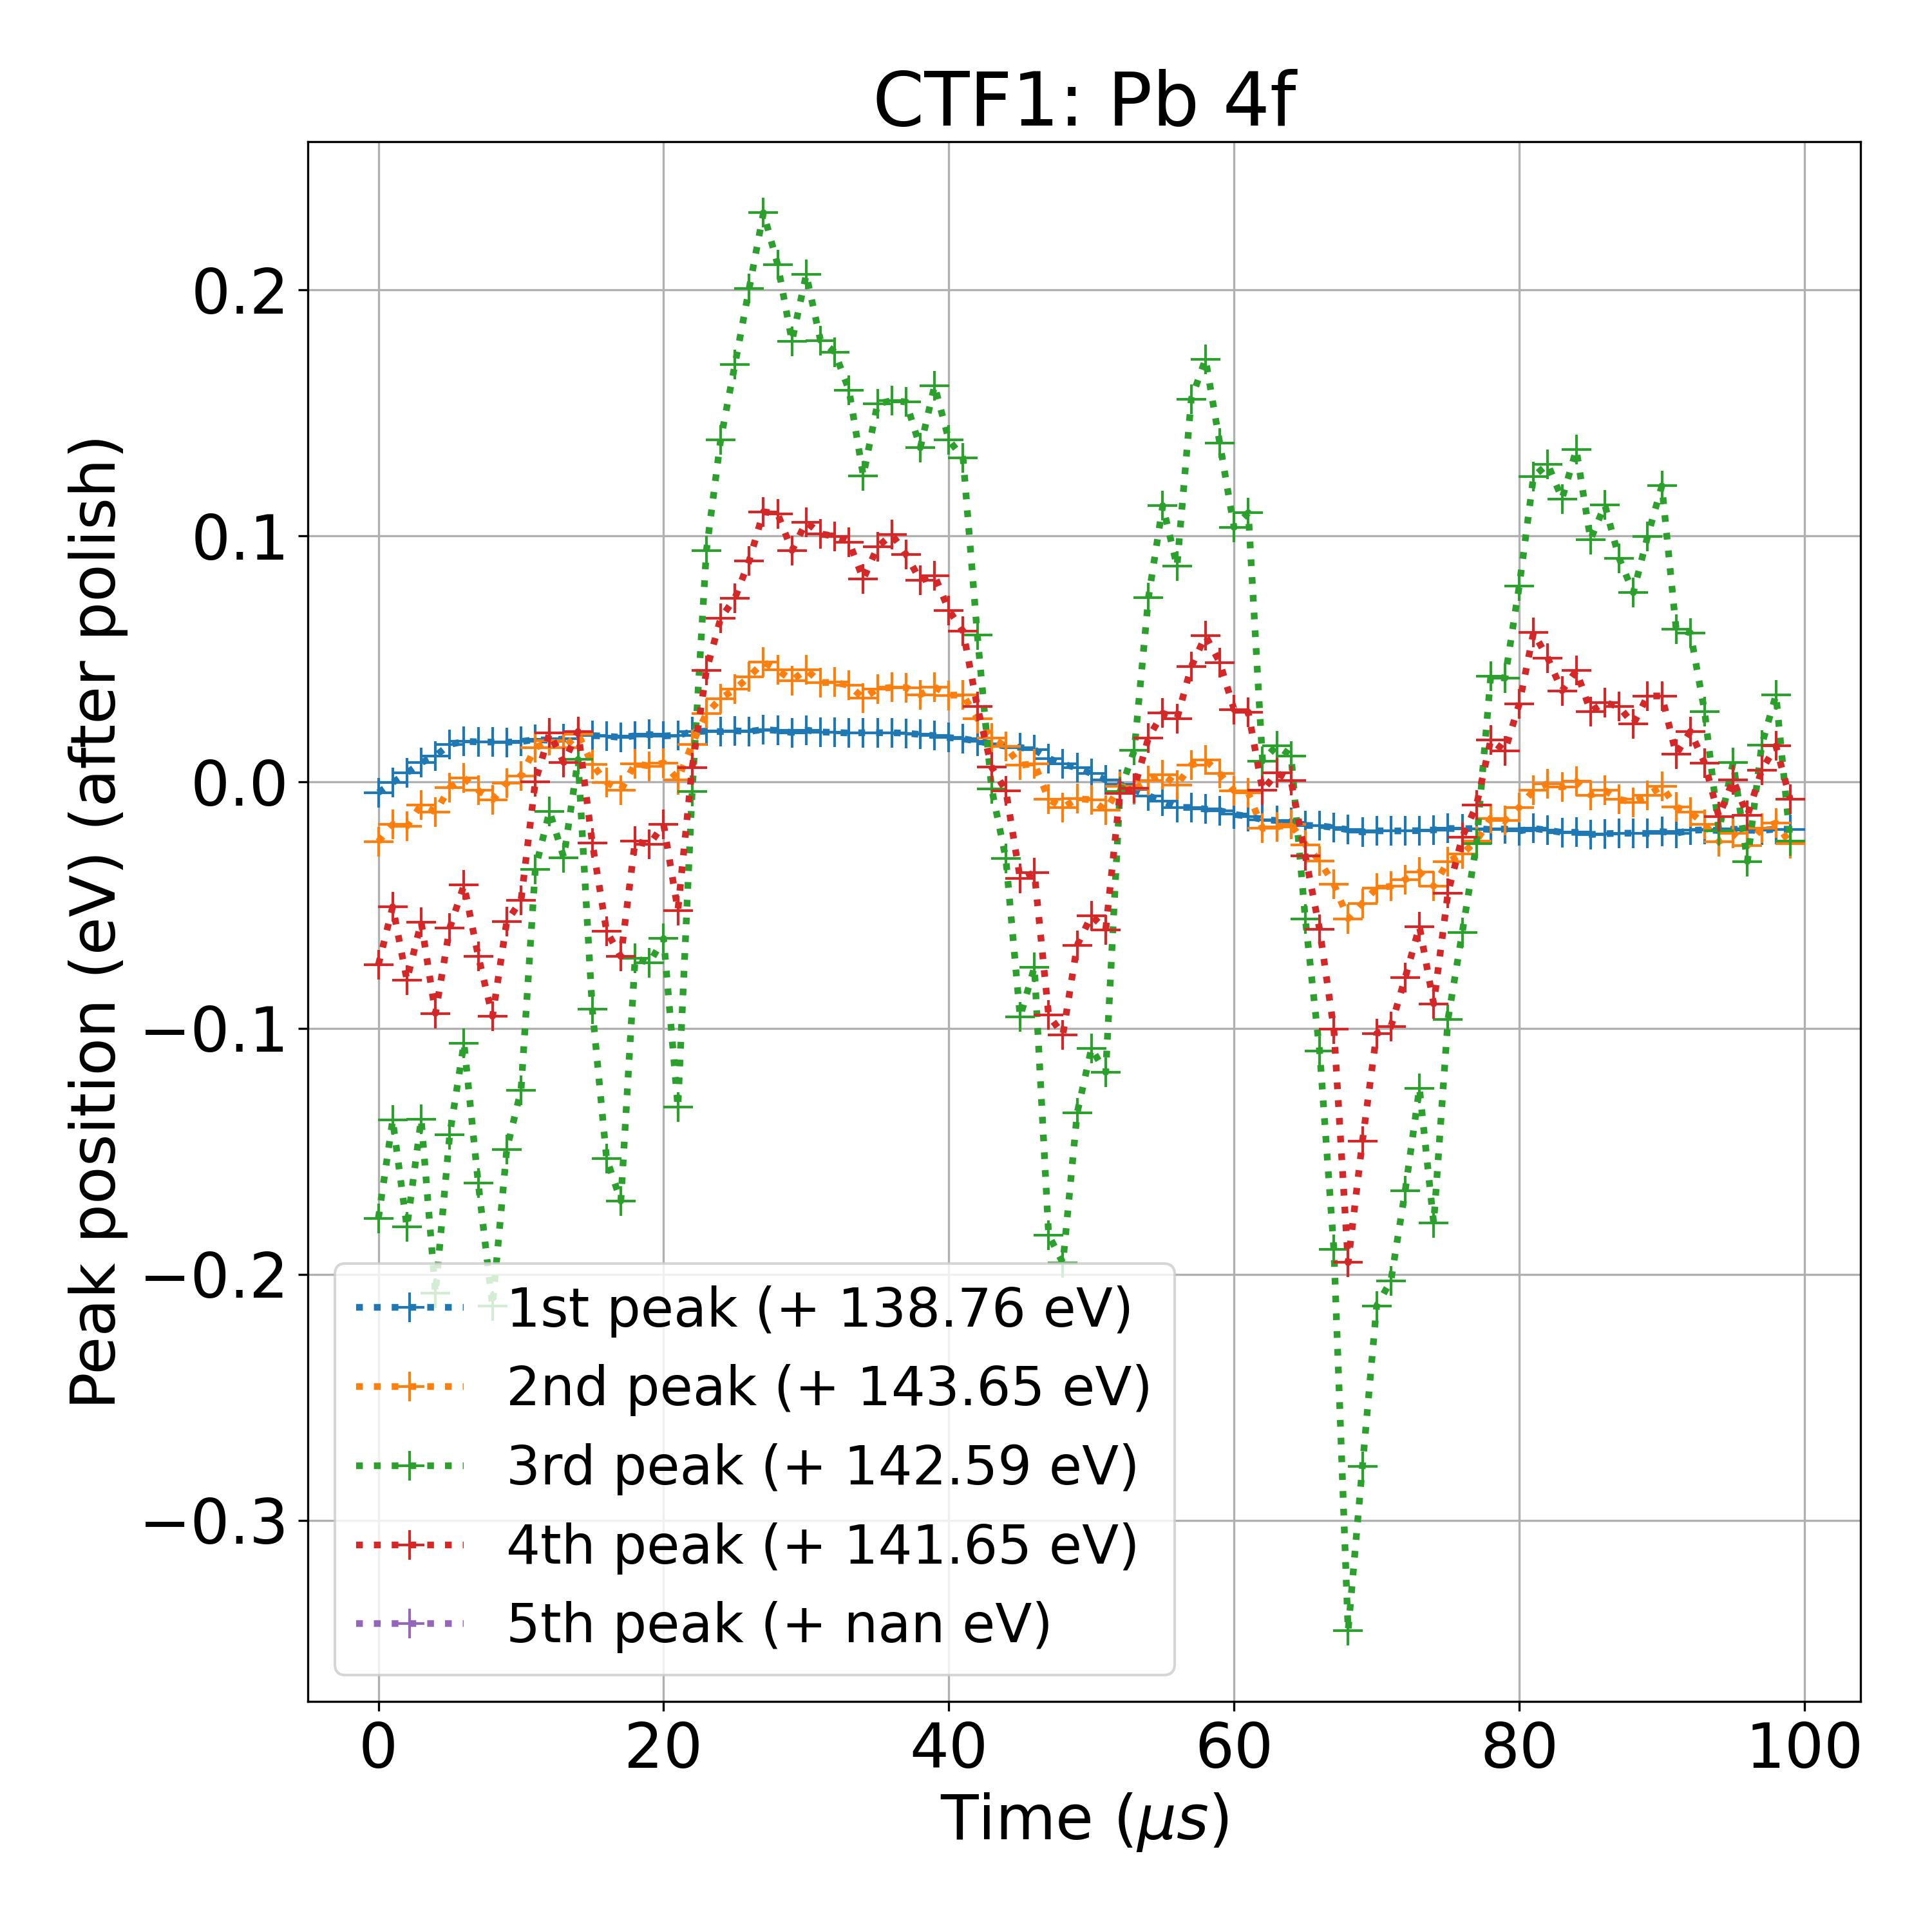 CTF1: Pb 4f
Peak position (eV) (after polish)
0.2
0.1
0.0
−0.1
−0.2
−0.3
1st peak (+ 138.76 eV)
2nd peak (+ 143.65 eV)
3rd peak (+ 142.59 eV)
4th peak (+ 141.65 eV)
5th peak (+ nan eV)
0 20 40 60 80 100
Time (μs)